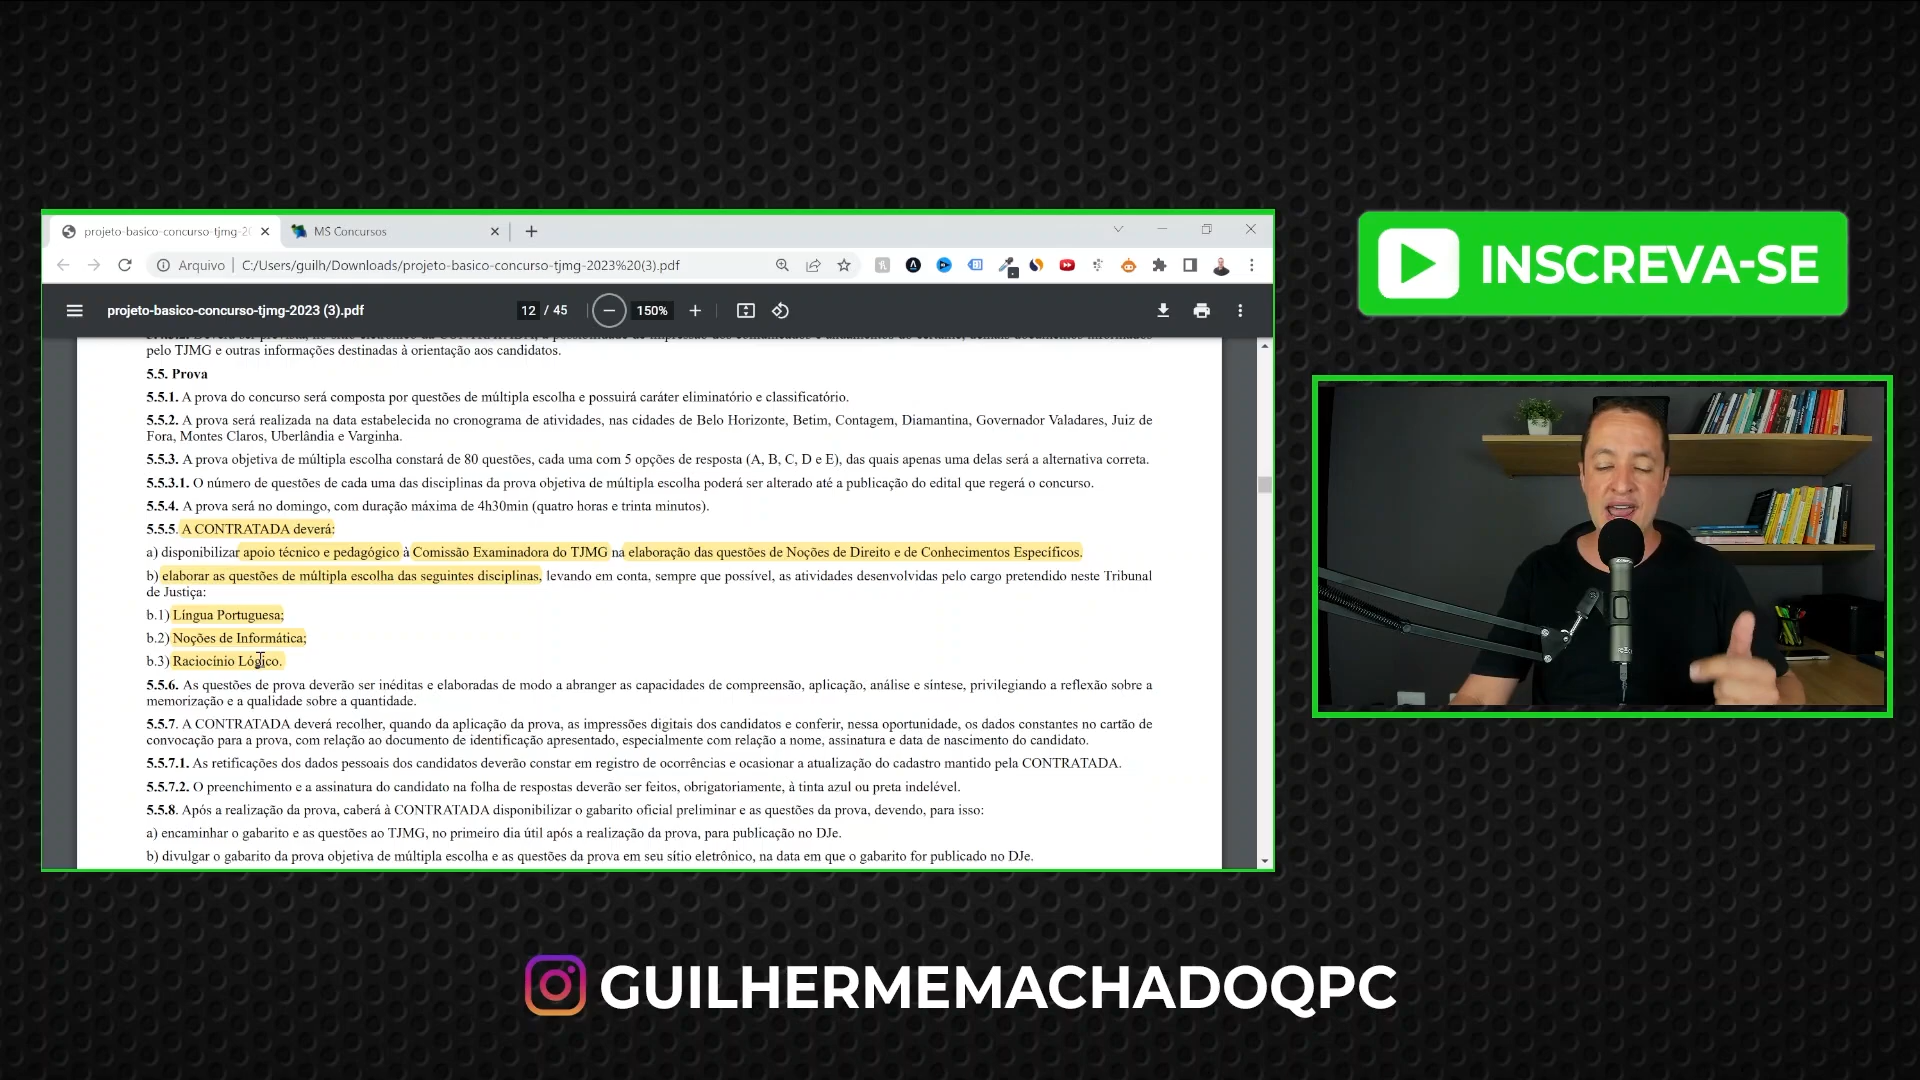 projeto-basico-concurso-tjmg-20
MS Concursos
Arquivo | C:/Users/guilh/Downloads/projeto-basico-concurso-tjmg-2023%20(3).pdf
projeto-basico-concurso-tjmg-2023 (3).pdf
12 / 45
150%
pelo TJMG e outras informações destinadas à orientação aos candidatos.
5.5. Prova
5.5.1. A prova do concurso será composta por questões de múltipla escolha e possuirá caráter eliminatório e classificatório.
5.5.2. A prova será realizada na data estabelecida no cronograma de atividades, nas cidades de Belo Horizonte, Betim, Contagem, Diamantina, Governador Valadares, Juiz de
Fora, Montes Claros, Uberlândia e Varginha.
5.5.3. A prova objetiva de múltipla escolha constará de 80 questões, cada uma com 5 opções de resposta (A, B, C, D e E), das quais apenas uma delas será a alternativa correta.
5.5.3.1. O número de questões de cada uma das disciplinas da prova objetiva de múltipla escolha poderá ser alterado até a publicação do edital que regerá o concurso.
5.5.4. A prova será no domingo, com duração máxima de 4h30min (quatro horas e trinta minutos).
5.5.5. A CONTRATADA deverá:
a) disponibilizar apoio técnico e pedagógico à Comissão Examinadora do TJMG na elaboração das questões de Noções de Direito e de Conhecimentos Específicos.
b) elaborar as questões de múltipla escolha das seguintes disciplinas, levando em conta, sempre que possível, as atividades desenvolvidas pelo cargo pretendido neste Tribunal
de Justiça:
b.1) Língua Portuguesa;
b.2) Noções de Informática;
b.3) Raciocínio Lógico.
5.5.6. As questões de prova deverão ser inéditas e elaboradas de modo a abranger as capacidades de compreensão, aplicação, análise e síntese, privilegiando a reflexão sobre a
memorização e a qualidade sobre a quantidade.
5.5.7. A CONTRATADA deverá recolher, quando da aplicação da prova, as impressões digitais dos candidatos e conferir, nessa oportunidade, os dados constantes no cartão de
convocação para a prova, com relação ao documento de identificação apresentado, especialmente com relação a nome, assinatura e data de nascimento do candidato.
5.5.7.1. As retificações dos dados pessoais dos candidatos deverão constar em registro de ocorrências e ocasionar a atualização do cadastro mantido pela CONTRATADA.
5.5.7.2. O preenchimento e a assinatura do candidato na folha de respostas deverão ser feitos, obrigatoriamente, à tinta azul ou preta indelével.
5.5.8. Após a realização da prova, caberá à CONTRATADA disponibilizar o gabarito oficial preliminar e as questões da prova, devendo, para isso:
a) encaminhar o gabarito e as questões ao TJMG, no primeiro dia útil após a realização da prova, para publicação no DJe.
b) divulgar o gabarito da prova objetiva de múltipla escolha e as questões da prova em seu sítio eletrônico, na data em que o gabarito for publicado no DJe.
INSCREVA-SE
GUILHERMEMACHADOQPC